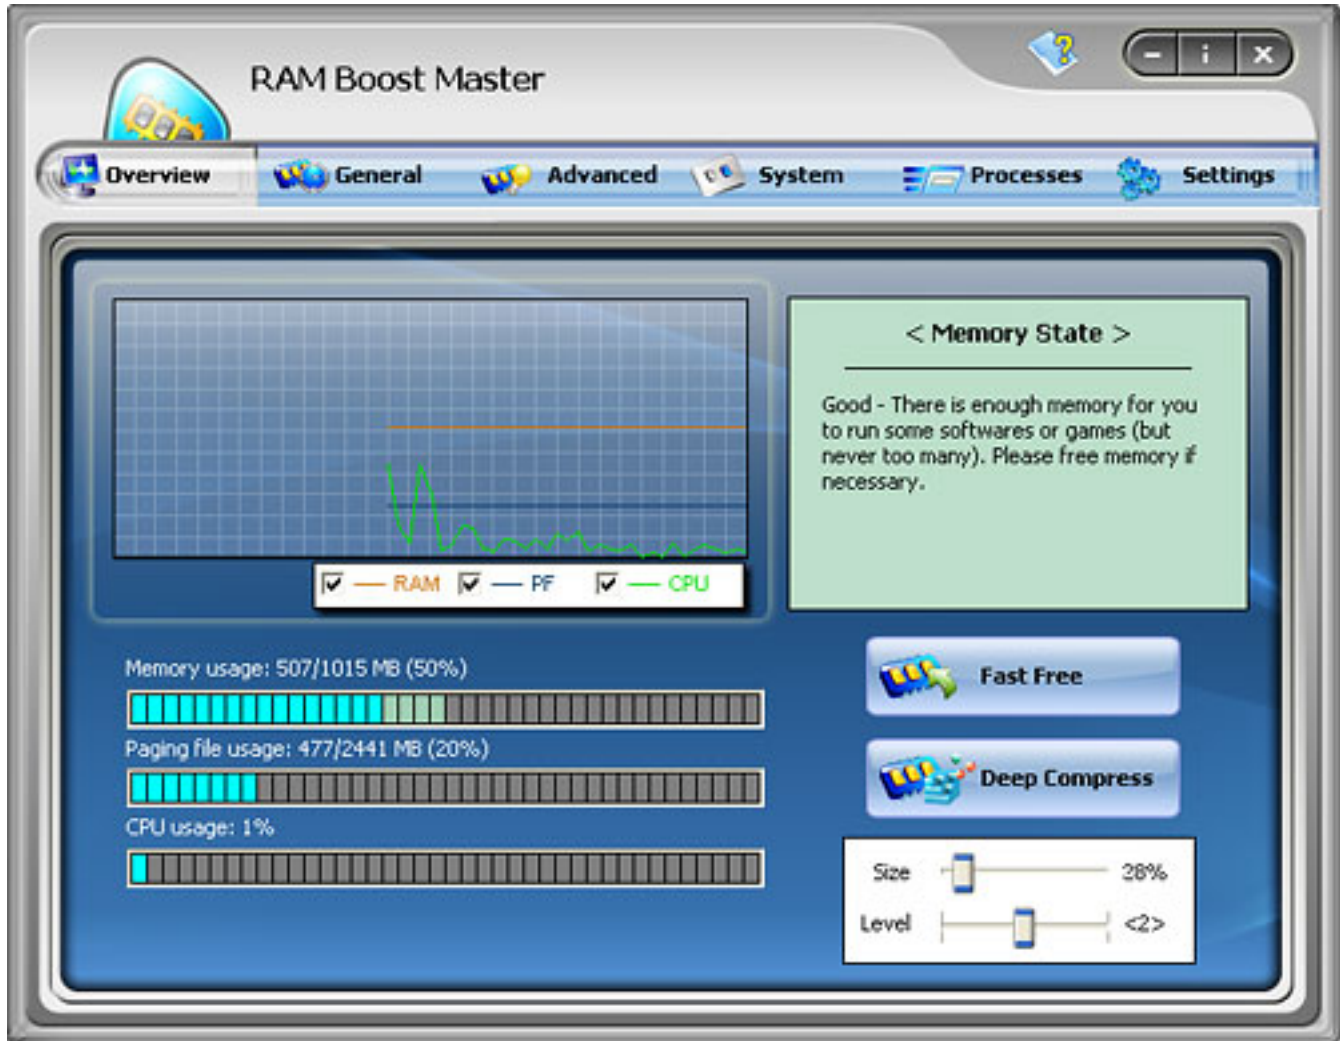 RAM Boost Master
Overview General Advanced System Processes Settings
< Memory State >
Good - There is enough memory for you
to run some softwares or games (but
never too many). Please free memory if
necessary.
RAM PF CPU
Memory usage: 507/1015 MB (50%)
Fast Free
Paging file usage: 477/2441 MB (20%)
Deep Compress
CPU usage: 1%
Size 28%
Level <2>